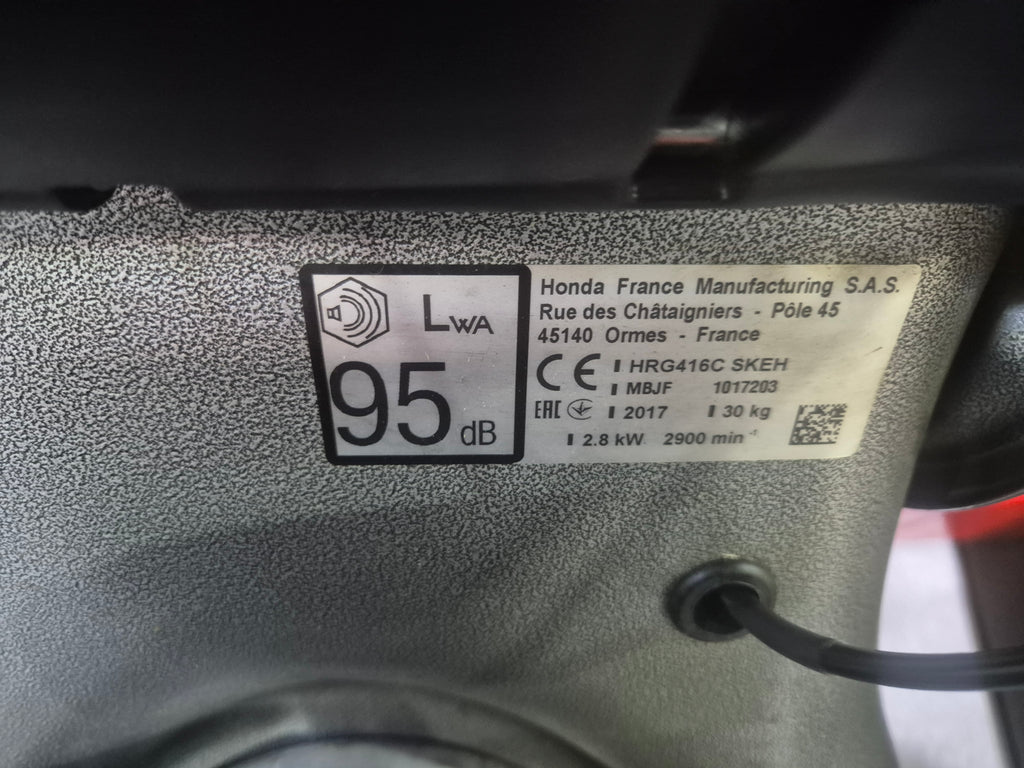 LWA
95 dB
Honda France Manufacturing S.A.S.
Rue des Châtaigniers - Pôle 45
45140 Ormes - France
CE HRG416C SKEH
MBJF 1017203
EAC 2017 30 kg
2.8 kW 2900 min⁻¹